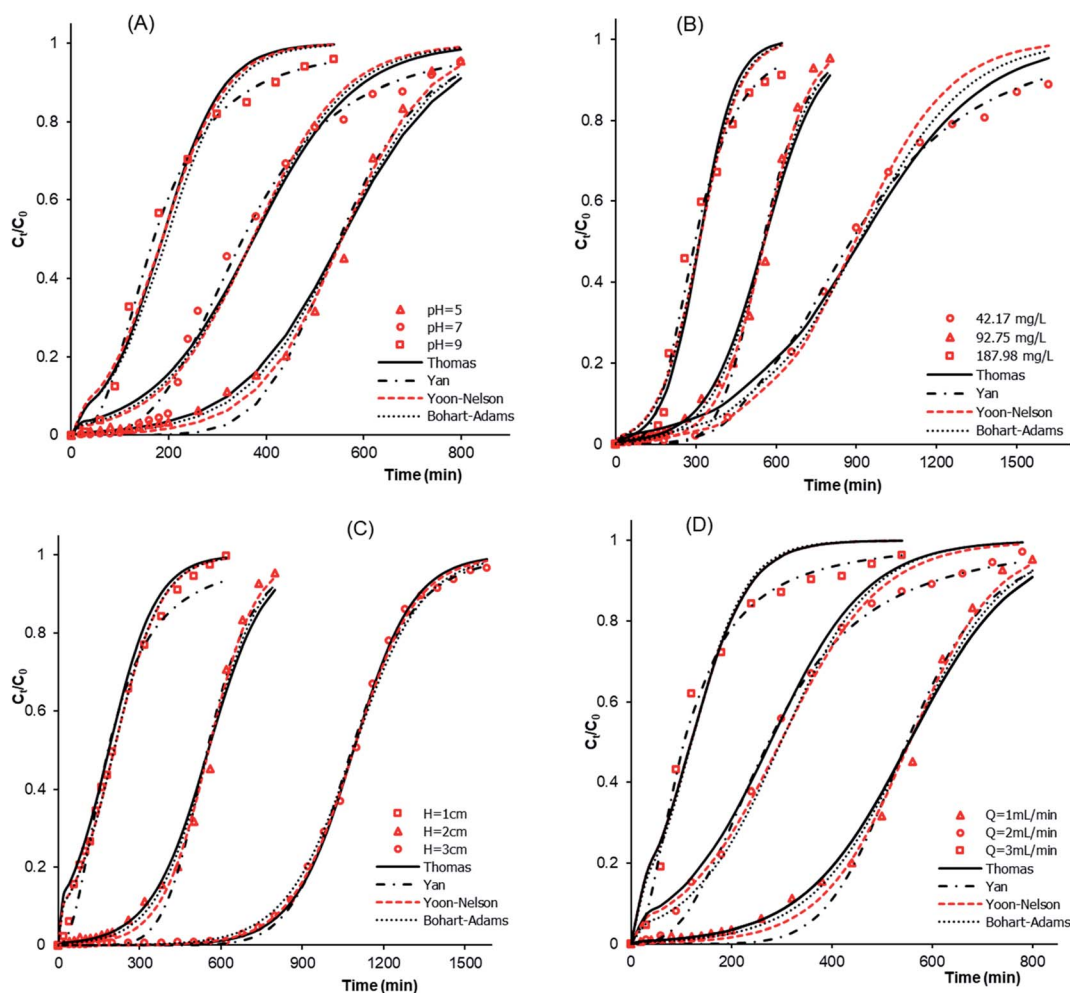 (A)
1
0.8
0.6
0.4
0.2
0
Ct/C0
pH=5
pH=7
pH=9
Thomas
Yan
Yoon-Nelson
Bohart-Adams
0 200 400 600 800
Time (min)
(B)
1
0.8
0.6
0.4
0.2
0
Ct/C0
42.17 mg/L
92.75 mg/L
187.98 mg/L
Thomas
Yan
Yoon-Nelson
Bohart-Adams
0 300 600 900 1200 1500
Time (min)
(C)
1
0.8
0.6
0.4
0.2
0
Ct/C0
H=1cm
H=2cm
H=3cm
Thomas
Yan
Yoon-Nelson
Bohart-Adams
0 300 600 900 1200 1500
Time (min)
(D)
1
0.8
0.6
0.4
0.2
0
Ct/C0
Q=1mL/min
Q=2mL/min
Q=3mL/min
Thomas
Yan
Yoon-Nelson
Bohart-Adams
0 200 400 600 800
Time (min)